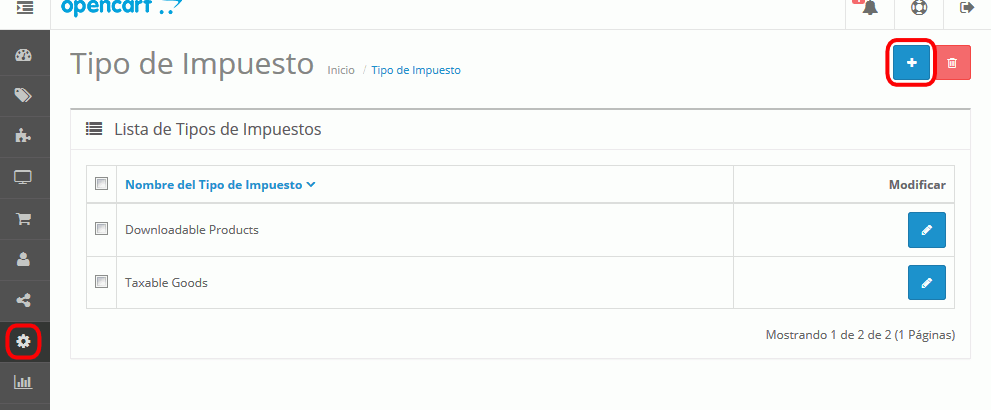 opencart
Tipo de Impuesto Inicio / Tipo de Impuesto
Lista de Tipos de Impuestos
Nombre del Tipo de Impuesto Modificar
Downloadable Products
Taxable Goods
Mostrando 1 de 2 de 2 (1 Páginas)